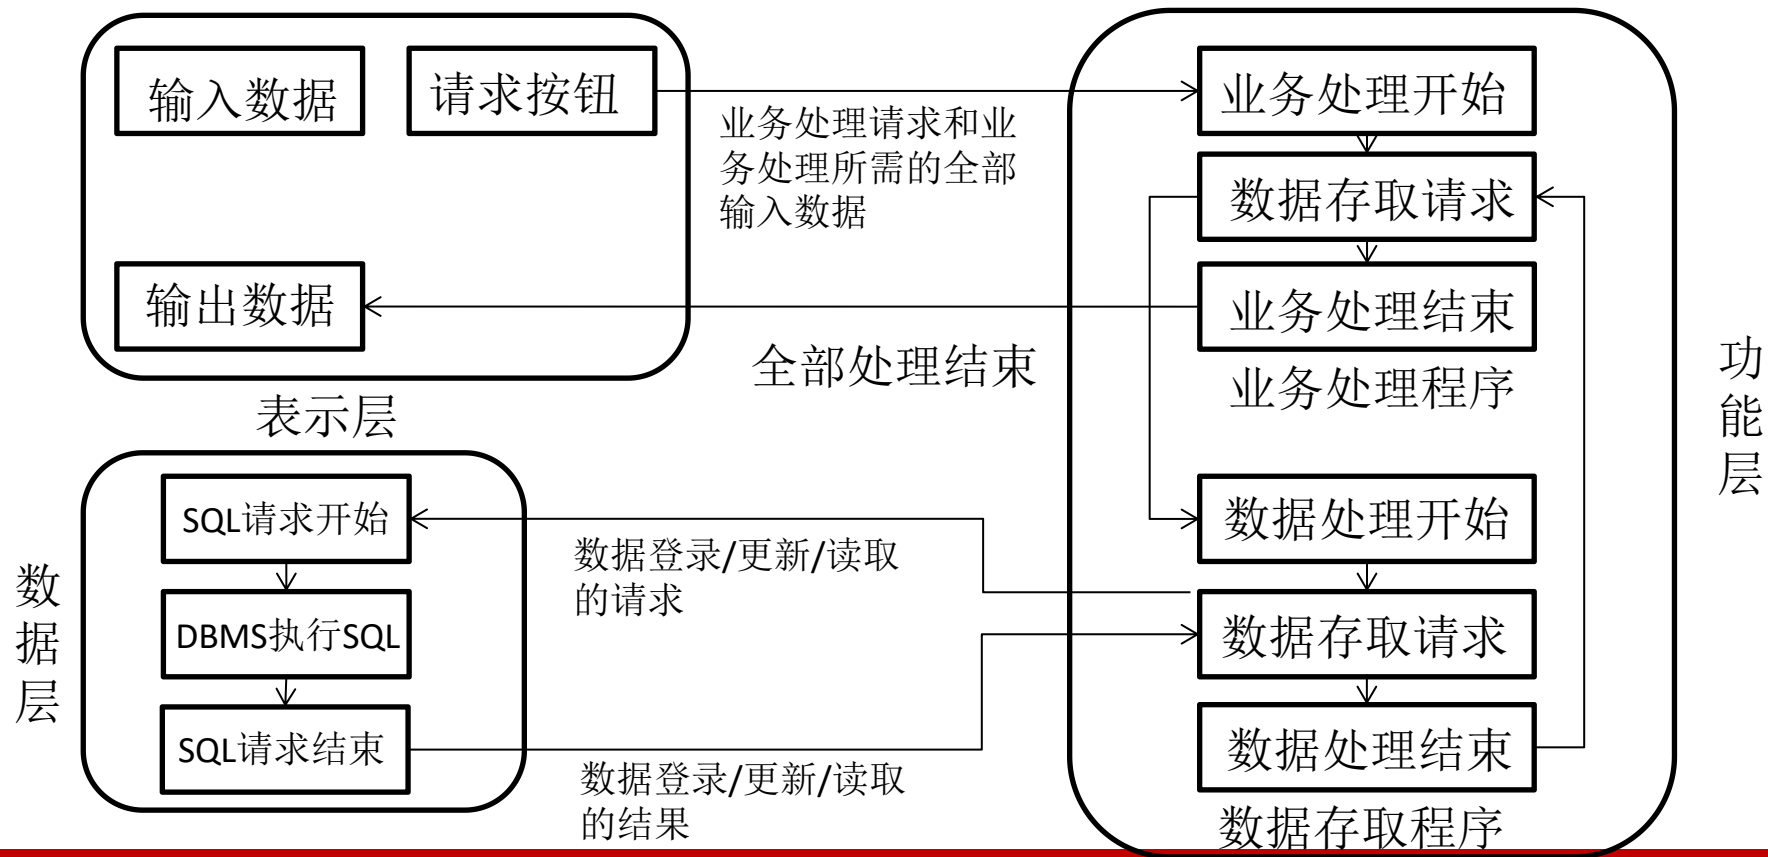 输入数据
请求按钮
业务处理请求和业
务处理所需的全部
输入数据
业务处理开始
数据存取请求
输出数据
业务处理结束
全部处理结束
业务处理程序
表示层
功能层
SQL请求开始
数据登录/更新/读取
的请求
数据处理开始
数据层
DBMS执行SQL
数据存取请求
SQL请求结束
数据登录/更新/读取
的结果
数据处理结束
数据存取程序